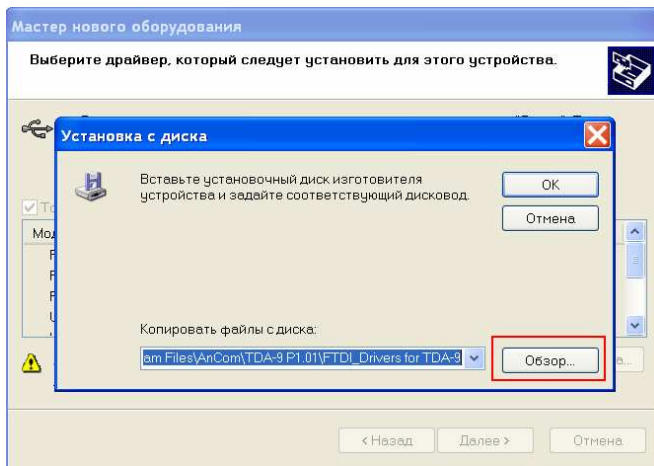 Мастер нового оборудования
Выберите драйвер, который следует установить для этого устройства.
Установка с диска
Вставьте установочный диск изготовителя
устройства и задайте соответствующий дисковод.
OK
Отмена
Копировать файлы с диска:
am Files\AnCom\TDA-9 P1.01\FTDI_Drivers for TDA-9
Обзор...
< Назад
Далее >
Отмена